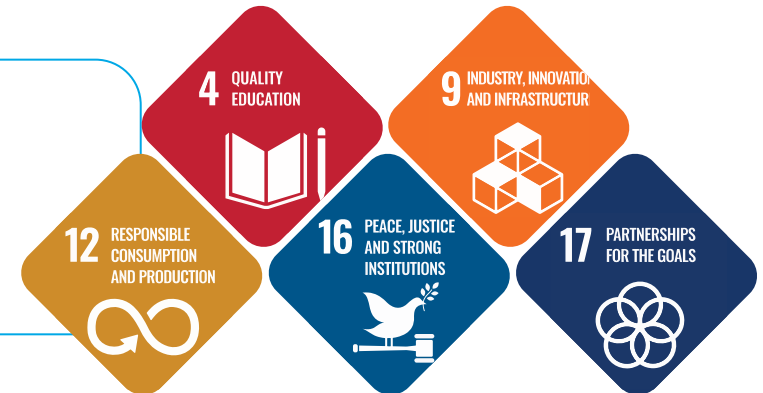 4 QUALITY
EDUCATION
9 INDUSTRY, INNOVATION
AND INFRASTRUCTUR
12 RESPONSIBLE
CONSUMPTION
AND PRODUCTION
16 PEACE, JUSTICE
AND STRONG
INSTITUTIONS
17 PARTNERSHIPS
FOR THE GOALS